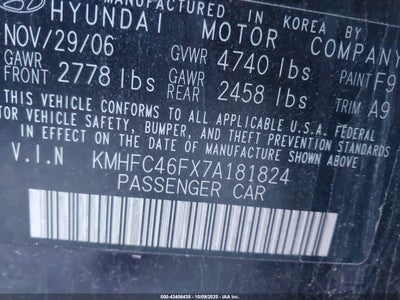 MANUFACTURED IN KOREA BY
HYUNDAI MOTOR COMPANY
NOV/29/06 GVWR 4740 lbs PAINT F9
GAWR FRONT 2778 lbs GAWR REAR 2458 lbs TRIM A9
THIS VEHICLE CONFORMS TO ALL APPLICABLE U.S.A. FEDERAL
MOTOR VEHICLE SAFETY, BUMPER, AND THEFT PREVENTION STANDARDS
IN EFFECT ON THE DATE OF MANUFACTURE SHOWN ABOVE.
V.I.N KMHFC46FX7A181824
PASSENGER CAR
000-43408438 - 10/09/2025 - IAA Inc.